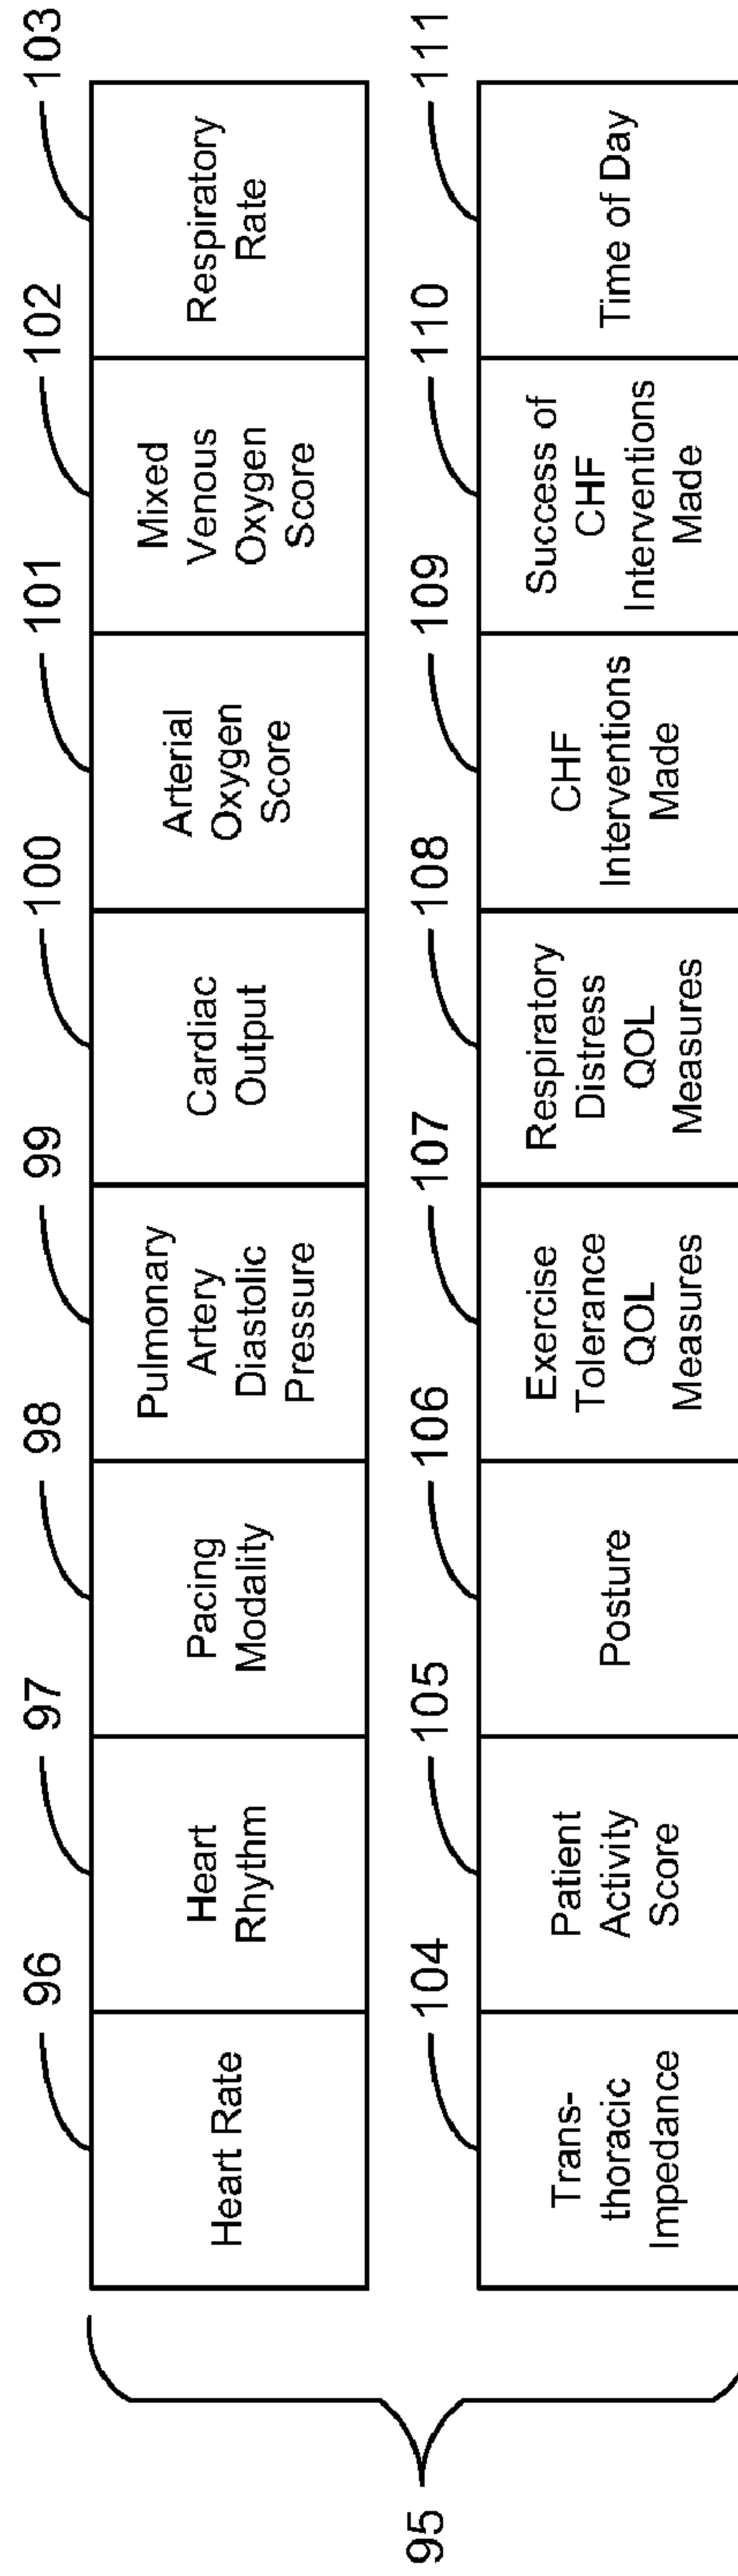 96
97
98
99
100
101
102
103
Heart Rate
Heart
Rhythm
Pacing
Modality
Pulmonary
Artery
Diastolic
Pressure
Cardiac
Output
Arterial
Oxygen
Score
Mixed
Venous
Oxygen
Score
Respiratory
Rate
95
104
105
106
107
108
109
110
111
Trans-
thoracic
Impedance
Patient
Activity
Score
Posture
Exercise
Tolerance
QOL
Measures
Respiratory
Distress
QOL
Measures
CHF
Interventions
Made
Success of
CHF
Interventions
Made
Time of Day